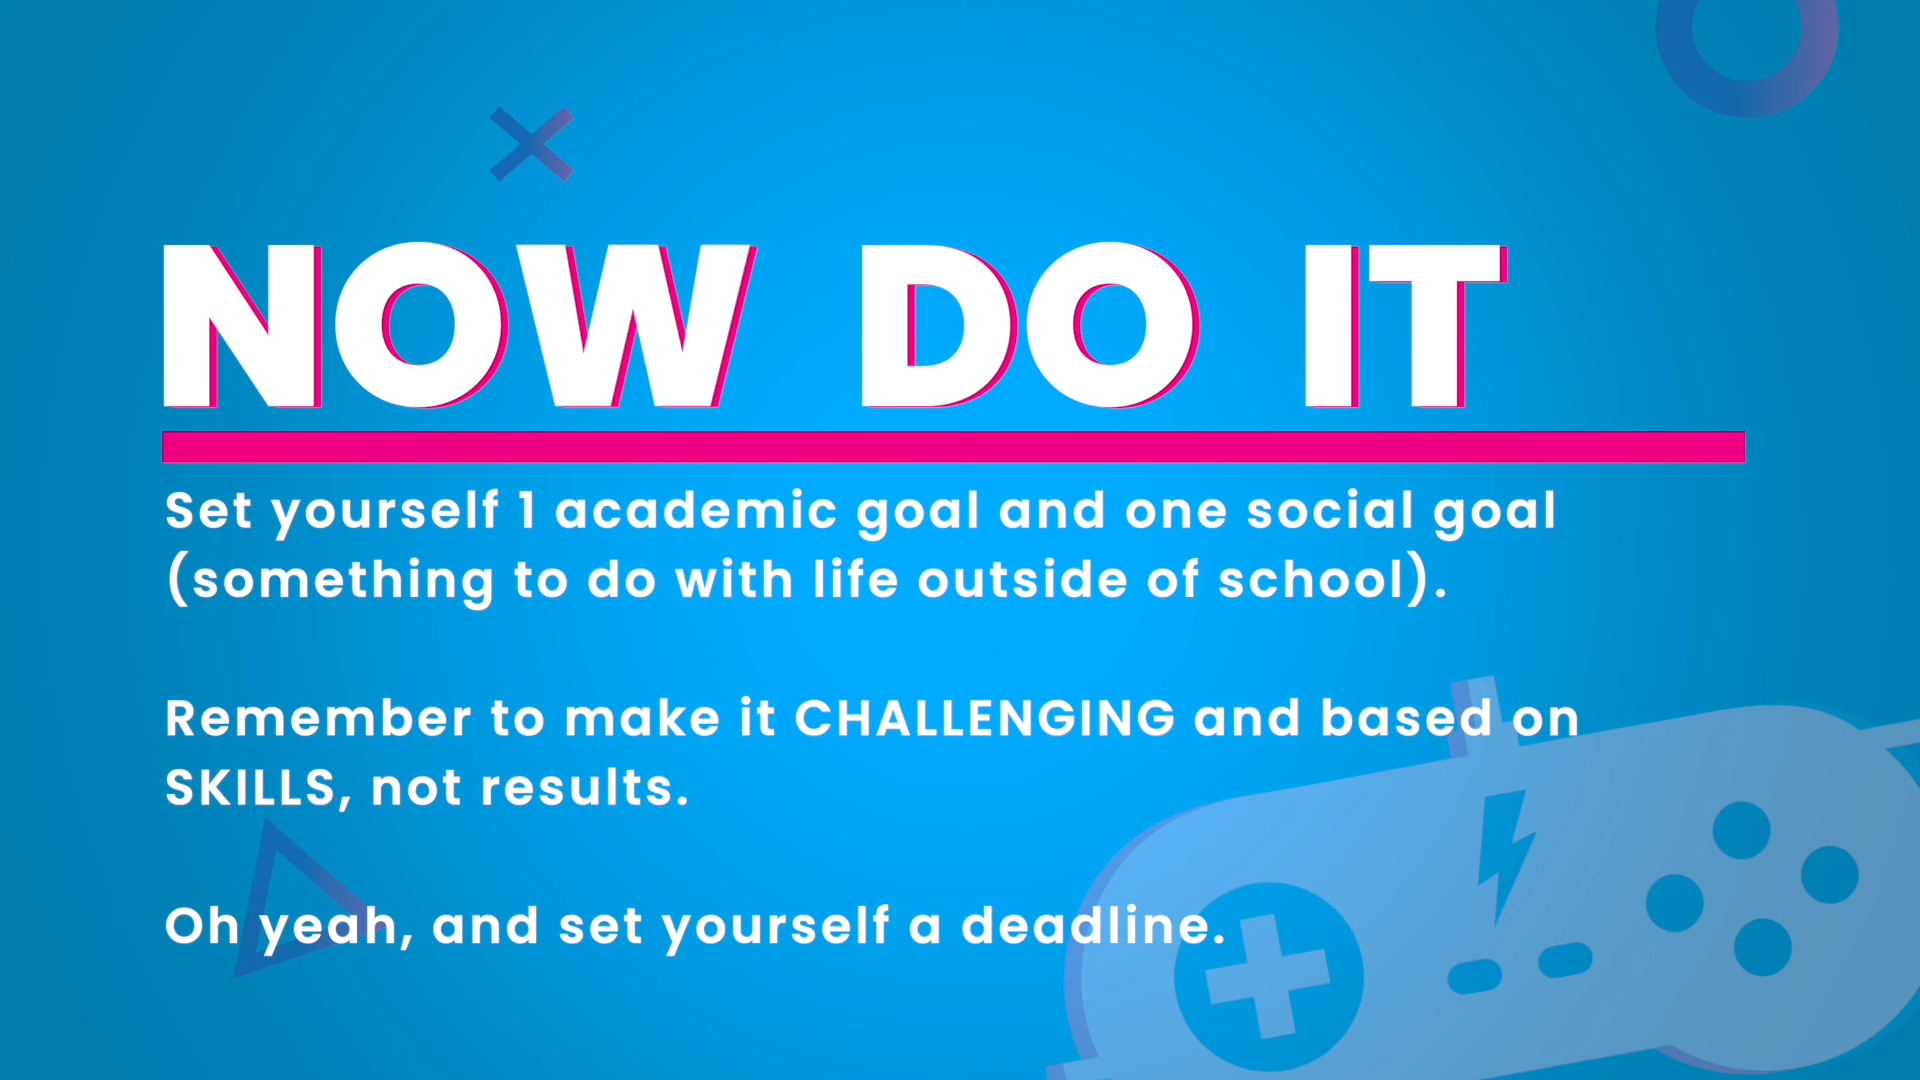 NOW DO IT
Set yourself 1 academic goal and one social goal
(something to do with life outside of school).
Remember to make it CHALLENGING and based on
SKILLS, not results.
Oh yeah, and set yourself a deadline.